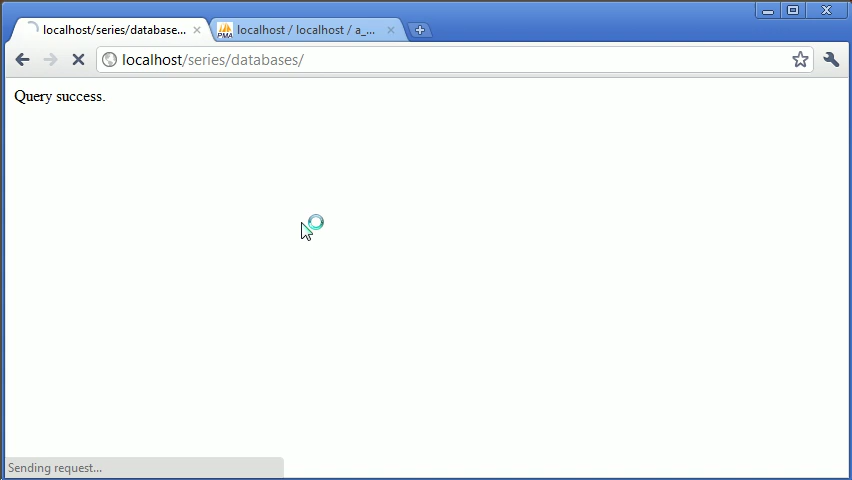 localhost/series/database...
localhost / localhost / a_...
PMA
localhost/series/databases/
Query success.
Sending request...